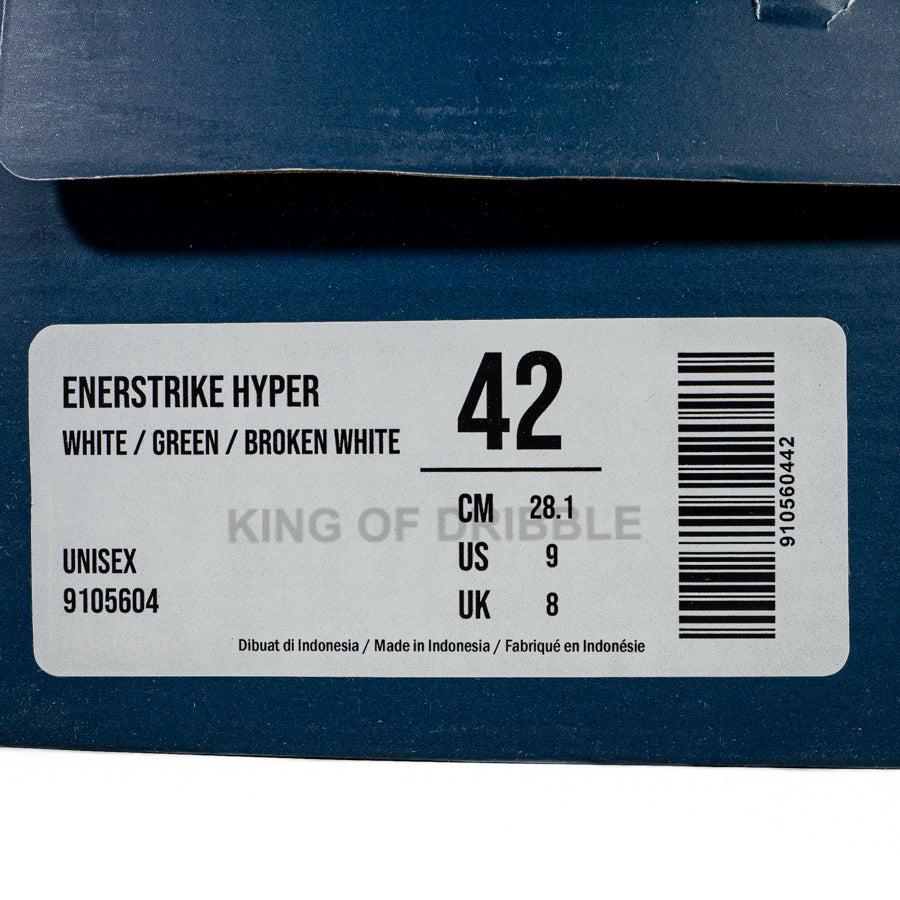 ENERSTRIKE HYPER
WHITE / GREEN / BROKEN WHITE
42
KING OF DRIBBLE
CM 28.1
US 9
UK 8
UNISEX
9105604
910560442
Dibuat di Indonesia / Made in Indonesia / Fabriqué en Indonésie